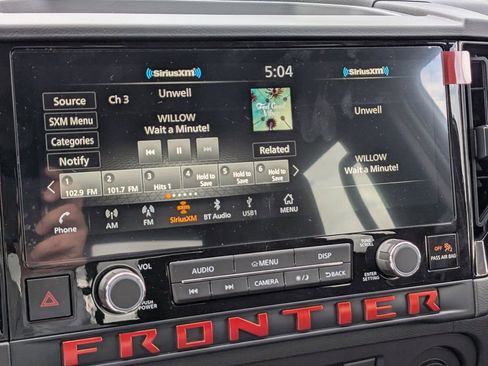 SiriusXM 5:04 SiriusXM
Source Ch 3 Unwell
Unwell
SXM Menu
Categories WILLOW
Wait a Minute!
Notify Related
WILLOW
Wait a Minute!
1 2 3 4 Hold to Save 5 Hold to Save 6 Hold to Save
102.9 FM 101.7 FM Hits 1
Phone AM FM SiriusXM BT Audio USB1 MENU
VOL
PUSH POWER
AUDIO MENU DISP
CAMERA BACK
PUSH SCROLL
ENTER SETTING
OFF
PASS AIR BAG
FRONTIER